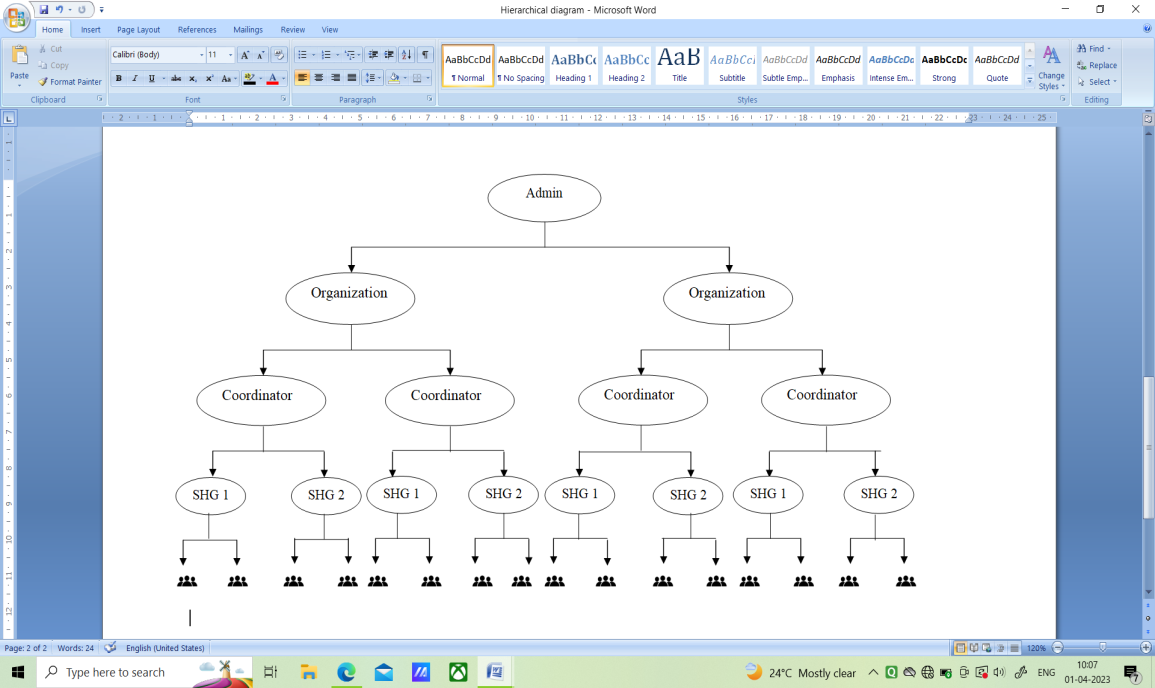 Hierarchical diagram - Microsoft Word
Home Insert Page Layout References Mailings Review View
Paste
Cut
Copy
Format Painter
Clipboard
Calibri (Body) 11
Font
Paragraph
AaBbCcDd AaBbCcDd AaBbCc AaBbCc AaB AaBbCc AaBbCcDd AaBbCcDd AaBbCcDd AaBbCcDc AaBbCcDd
¶ Normal ¶ No Spacing Heading 1 Heading 2 Title Subtitle Subtle Emp... Emphasis Intense Em... Strong Quote
Styles
Change
Styles
Find
Replace
Select
Editing
Admin
Organization Organization
Coordinator Coordinator Coordinator Coordinator
SHG 1 SHG 2 SHG 1 SHG 2 SHG 1 SHG 2 SHG 1 SHG 2
Page: 2 of 2 Words: 24 English (United States) 120%
Type here to search
24°C Mostly clear
ENG
10:07
01-04-2023
7